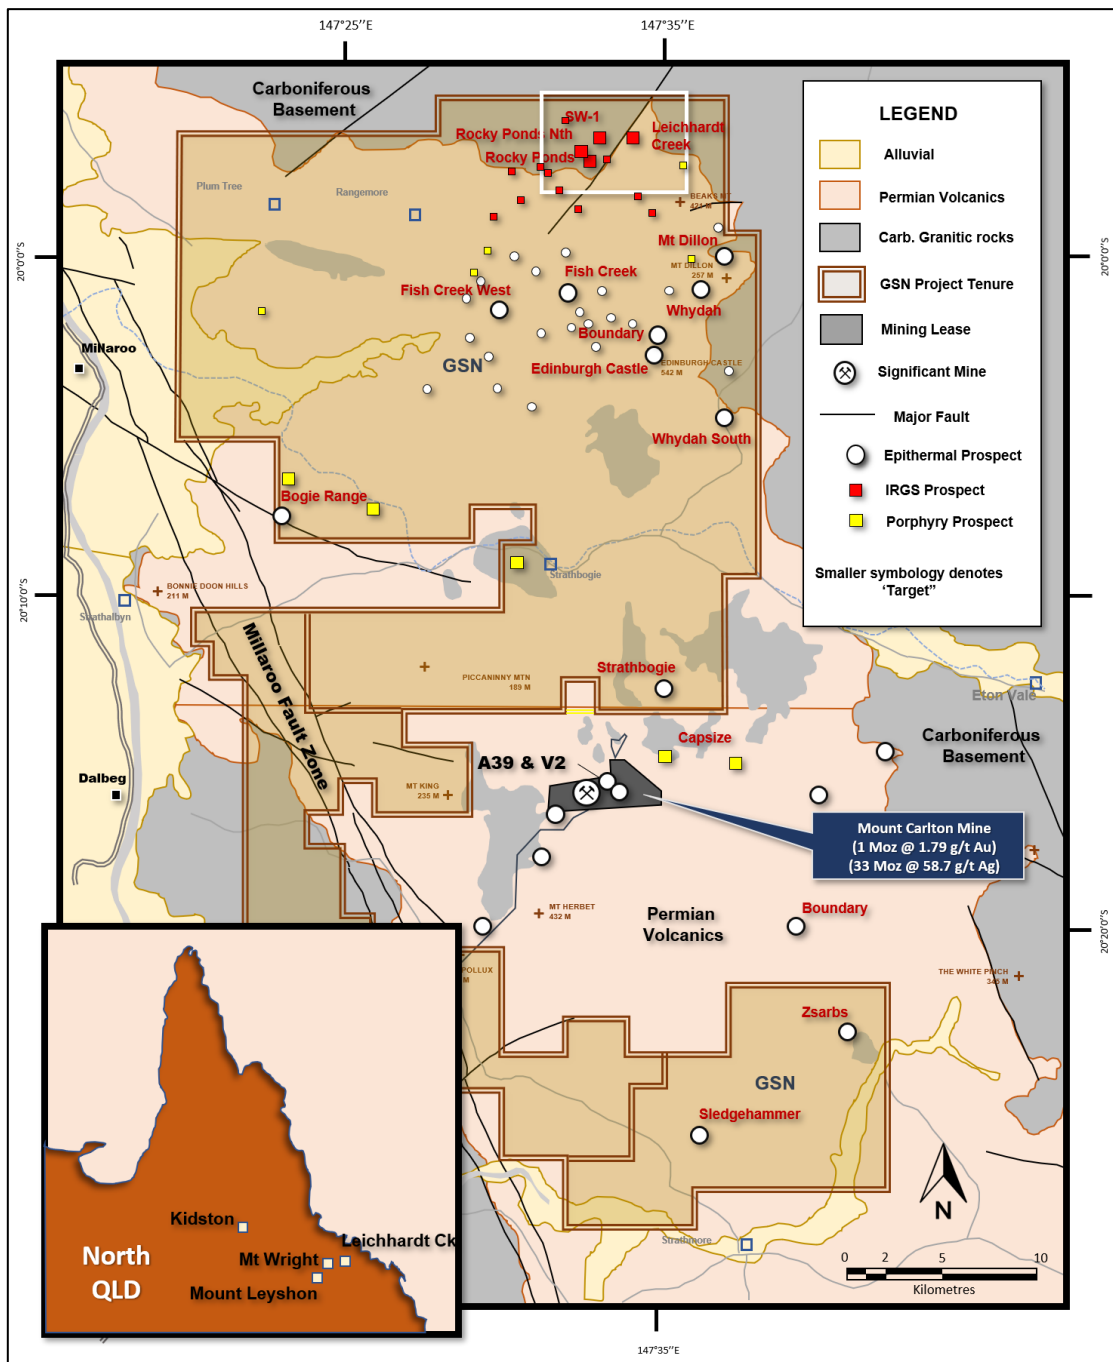 147°25′′E
147°35′′E
Carboniferous
Basement
SW-1
Rocky Ponds Nth
Leichhardt
Creek
Rocky Ponds
Plum Tree
Rangemore
BEAKS MT
421 M
Mt Dillon
MT DILLON
257 M
20°0′0′′S
20°0′0′′S
Fish Creek
Fish Creek West
Whydah
Boundary
Millaroo
GSN
Edinburgh Castle
EDINBURGH CASTLE
542 M
Whydah South
Bogie Range
Strathbogie
BONNIE DOON HILLS
211 M
20°10′0′′S
Strathalbyn
LEGEND
Alluvial
Permian Volcanics
Carb. Granitic rocks
GSN Project Tenure
Mining Lease
Significant Mine
Major Fault
Epithermal Prospect
IRGS Prospect
Porphyry Prospect
Smaller symbology denotes
‘Target”
Millaroo Fault Zone
PICCANINNY MTN
189 M
Strathbogie
Eton Vale
Capsize
Carboniferous
Basement
A39 & V2
Dalbeg
MT KING
235 M
Mount Carlton Mine
(1 Moz @ 1.79 g/t Au)
(33 Moz @ 58.7 g/t Ag)
MT HERBET
432 M
Permian
Volcanics
Boundary
20°20′0′′S
POLLUX
M
THE WHITE PINCH
345 M
Zsarbs
GSN
Sledgehammer
Strathmore
N
0 2 5 10
Kilometres
Kidston
Leichhardt Ck
Mt Wright
Mount Leyshon
North
QLD
147°35′′E